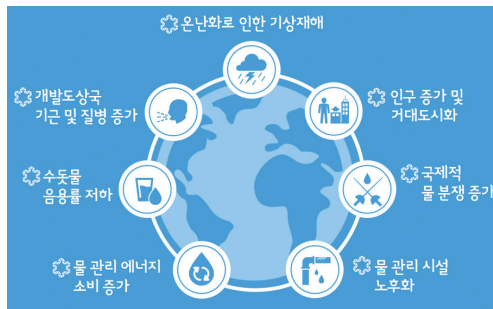 온난화로 인한 기상재해
개발도상국
기근 및 질병 증가
인구 증가 및
거대도시화
수돗물
음용률 저하
국제적
물 분쟁 증가
물 관리 에너지
소비 증가
물 관리 시설
노후화